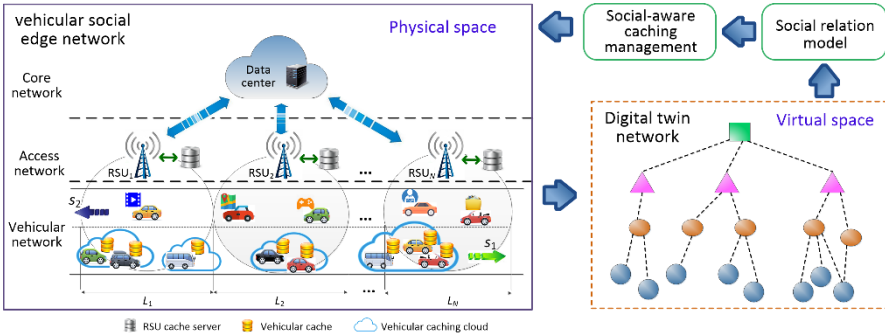 vehicular social
edge network
Physical space
Core
network
Data
center
Access
network
RSU1
RSU2
...
RSUN
Vehicular
network
s2
...
s1
L1
L2
...
LN
RSU cache server
Vehicular cache
Vehicular caching cloud
Social-aware
caching
management
Social relation
model
Digital twin
network
Virtual space